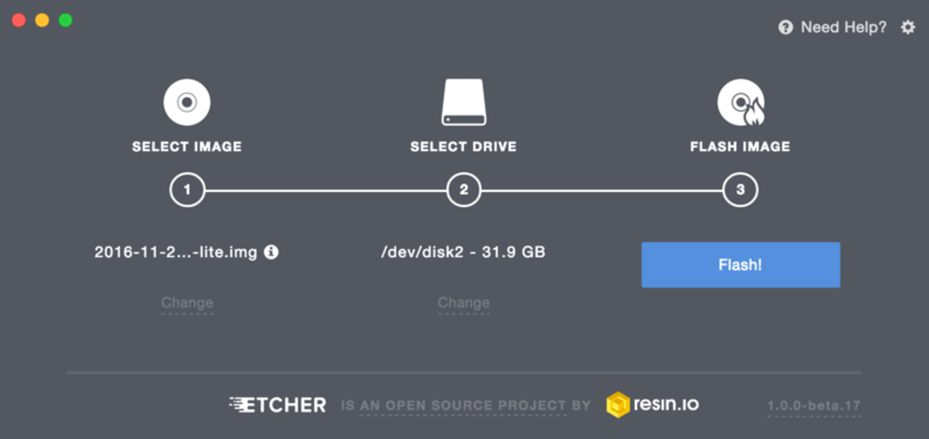 Need Help?
SELECT IMAGE
SELECT DRIVE
FLASH IMAGE
1
2
3
2016-11-2...-lite.img
/dev/disk2 - 31.9 GB
Flash!
Change
Change
ETCHER IS AN OPEN SOURCE PROJECT BY resin.io
1.0.0-beta.17